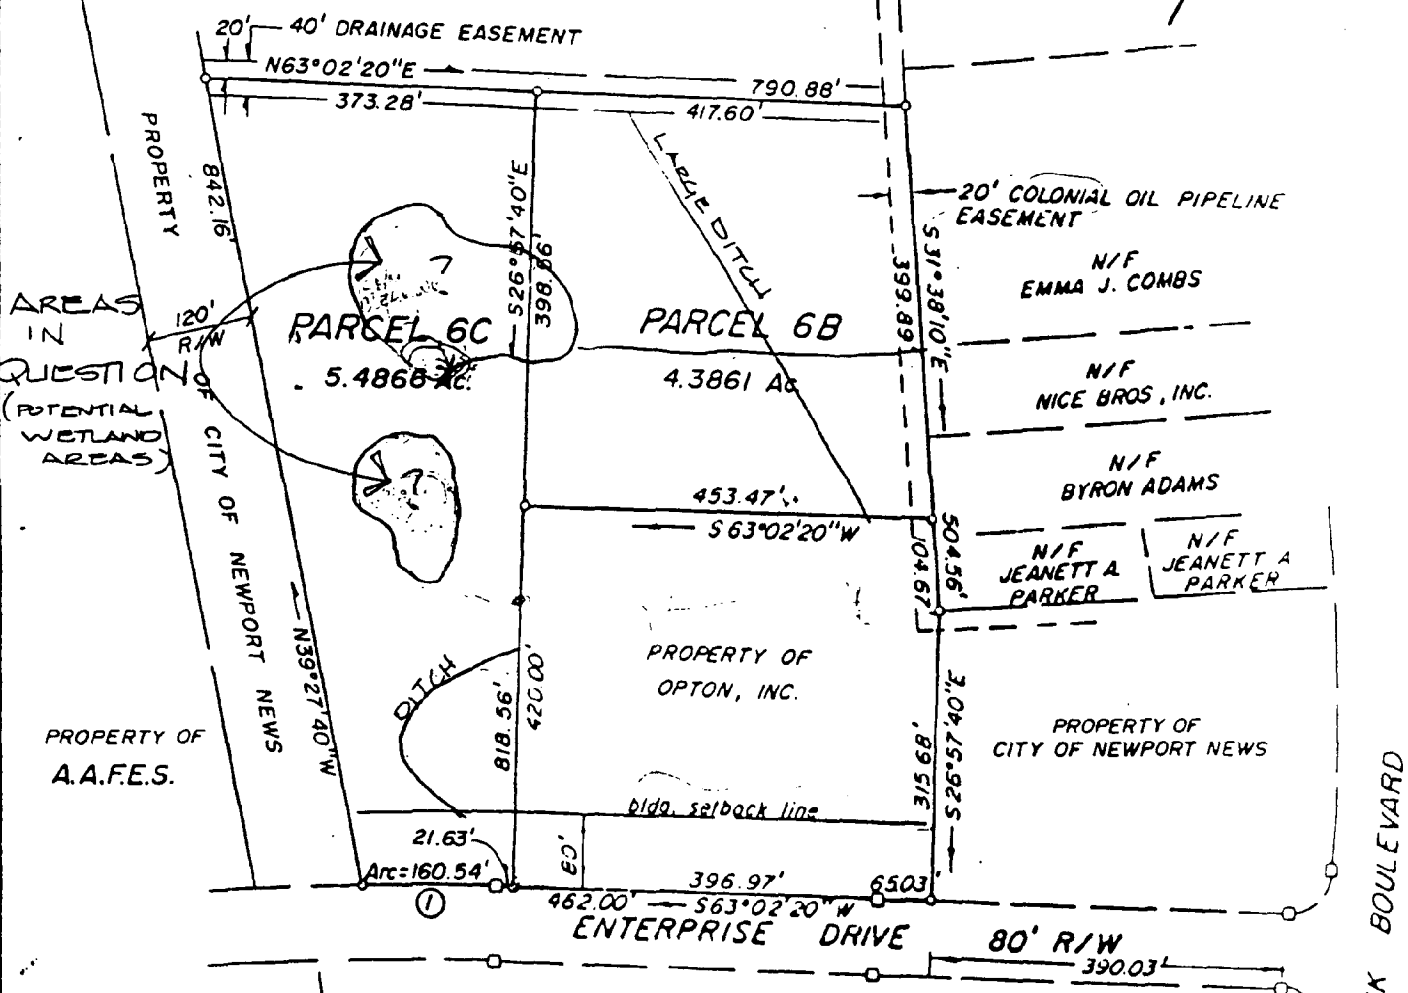 20' 40' DRAINAGE EASEMENT
N63°02'20"E
790.88'
373.28'
417.60'
PROPERTY OF CITY OF NEWPORT NEWS
842.16'
N39°27'40"W
120'
R/W
AREAS
IN
QUESTION
(POTENTIAL
WETLAND
AREAS)
?
?
S26°57'40"E
398.66'
LARGE DITCH
PARCEL 6C
5.4868 Ac.
PARCEL 6B
4.3861 Ac
20' COLONIAL OIL PIPELINE
EASEMENT
S31°38'10"E
399.89'
504.56'
104.67'
N/F
EMMA J. COMBS
N/F
NICE BROS., INC.
N/F
BYRON ADAMS
N/F
JEANETT A
PARKER
N/F
JEANETT A
PARKER
453.47'
S63°02'20"W
PROPERTY OF
OPTON, INC.
DITCH
818.56'
420.00'
315.68'
S26°57'40"E
PROPERTY OF
CITY OF NEWPORT NEWS
PROPERTY OF
A.A.F.E.S.
bldg. setback line
21.63'
Arc=160.54'
1
396.97'
65.03'
462.00' S63°02'20"W
ENTERPRISE DRIVE 80' R/W
390.03'
BOULEVARD